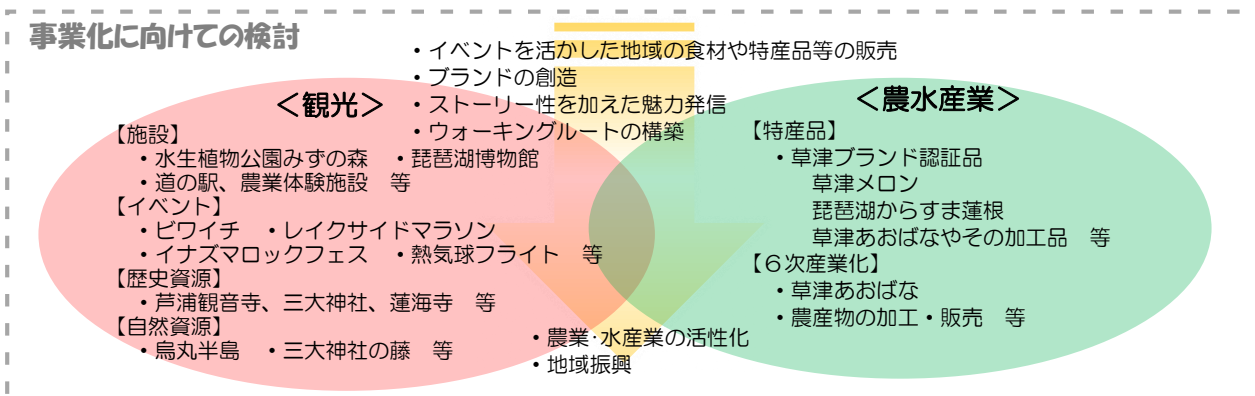 事業化に向けての検討
・イベントを活かした地域の食材や特産品等の販売
・ブランドの創造
・ストーリー性を加えた魅力発信
・ウォーキングルートの構築
＜観光＞
【施設】
・水生植物公園みずの森　・琵琶湖博物館
・道の駅、農業体験施設　等
【イベント】
・ビワイチ　・レイクサイドマラソン
・イナズマロックフェス　・熱気球フライト　等
【歴史資源】
・芦浦観音寺、三大神社、蓮海寺　等
【自然資源】
・烏丸半島　・三大神社の藤　等
＜農水産業＞
【特産品】
・草津ブランド認証品
草津メロン
琵琶湖からすま蓮根
草津あおばなやその加工品　等
【６次産業化】
・草津あおばな
・農産物の加工・販売　等
・農業･水産業の活性化
・地域振興